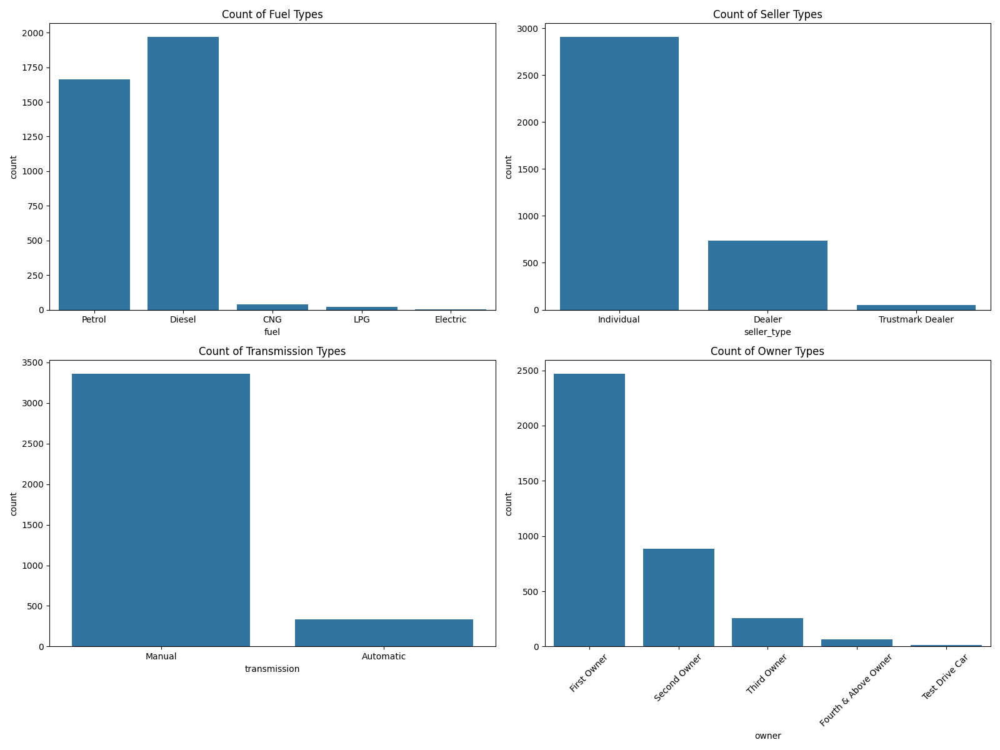 Count of Fuel Types
2000
1750
1500
1250
1000
750
500
250
0
count
Petrol
Diesel
CNG
LPG
Electric
fuel
Count of Seller Types
3000
2500
2000
1500
1000
500
0
count
Individual
Dealer
Trustmark Dealer
seller_type
Count of Transmission Types
3500
3000
2500
2000
1500
1000
500
0
count
Manual
Automatic
transmission
Count of Owner Types
2500
2000
1500
1000
500
0
count
First Owner
Second Owner
Third Owner
Fourth & Above Owner
Test Drive Car
owner